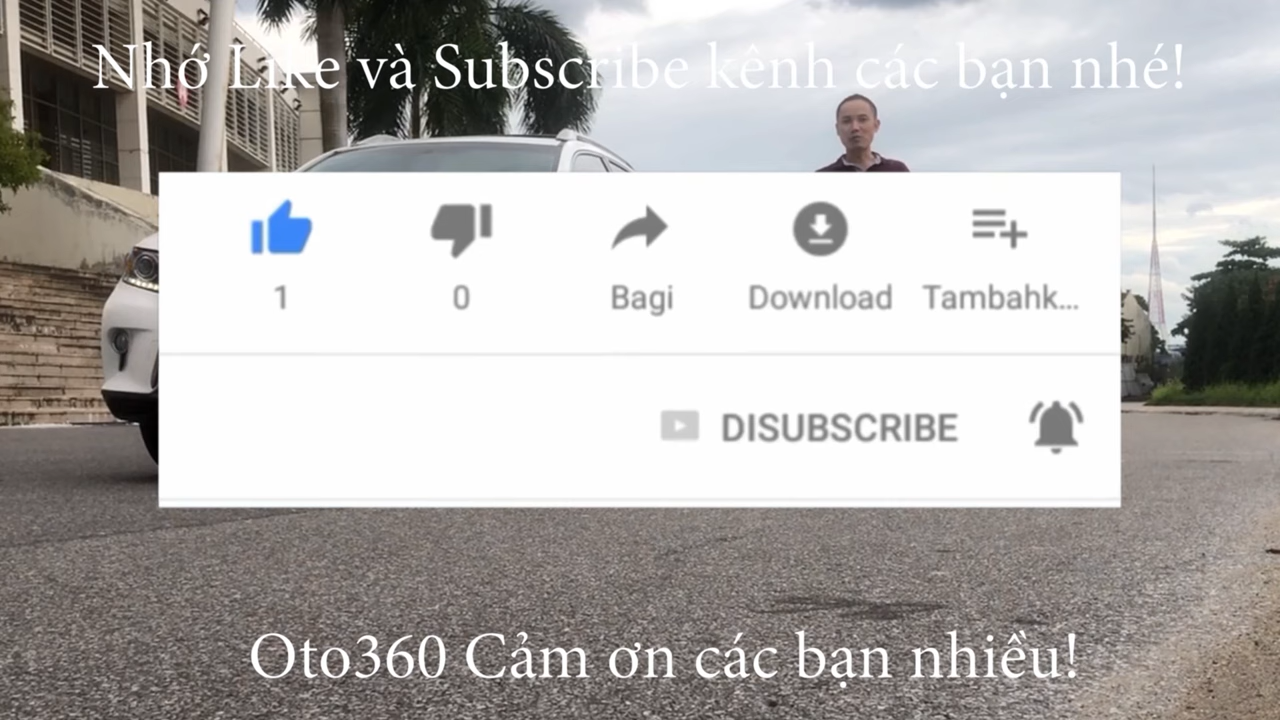 Nhớ Like và Subscribe kênh các bạn nhé!
1 0 Bagi Download Tambahk...
DISUBSCRIBE
Oto360 Cảm ơn các bạn nhiều!